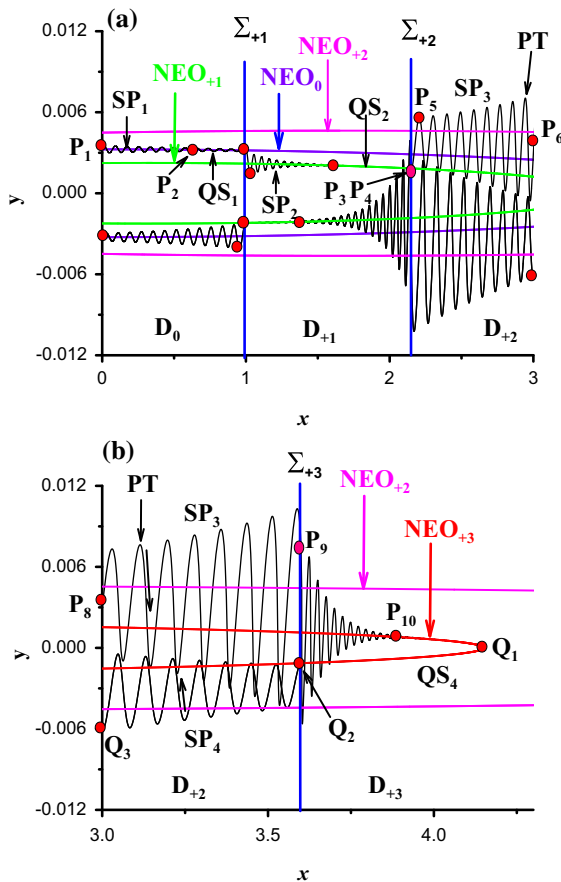 (a)
Σ+1 Σ+2
0.012
NEO+1 NEO0 NEO+2 PT
SP1 QS2 P5 SP3
0.006
P1 P6
P2 QS1 SP2 P3 P4
y
0.000
-0.006
D0 D+1 D+2
-0.012
0 1 2 3
x
(b)
Σ+3
0.012
NEO+2
PT SP3 NEO+3
0.006
P9
P8 P10
y
0.000
Q1
QS4
-0.006
Q3 SP4 Q2
D+2 D+3
-0.012
3.0 3.5 4.0
x